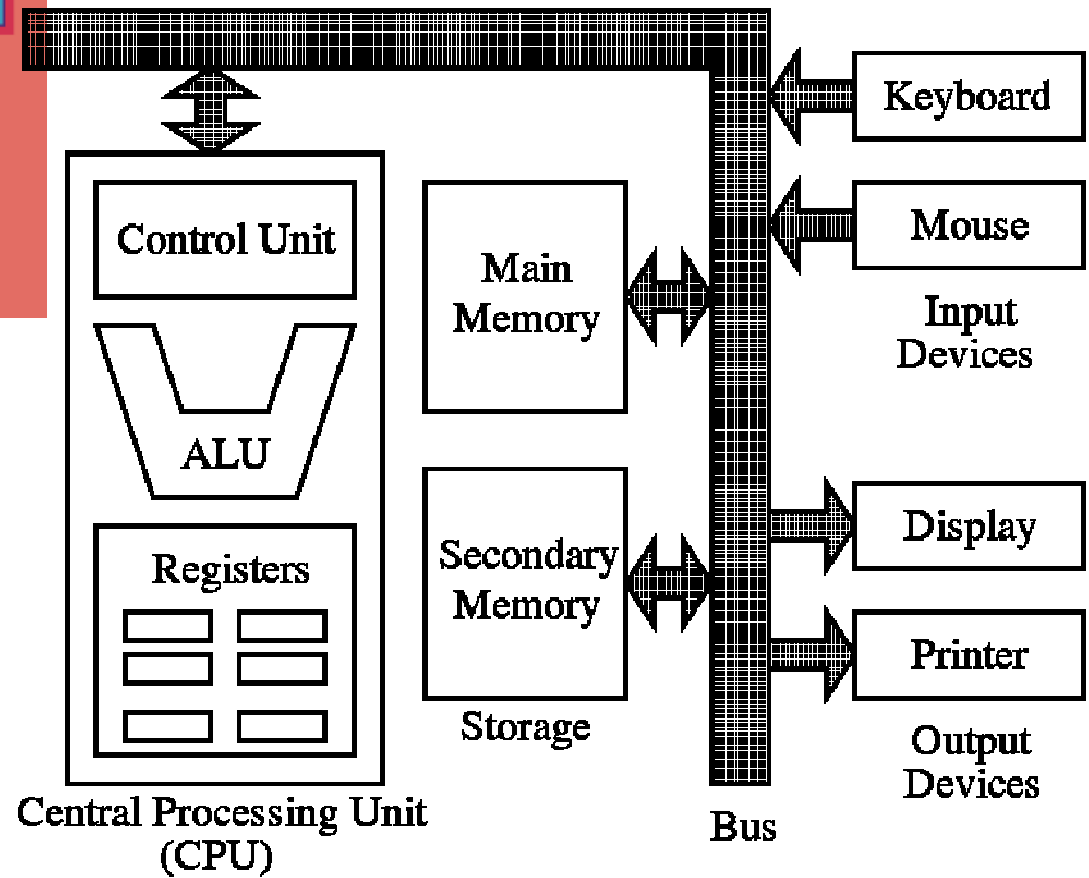 Control Unit
ALU
Registers
Central Processing Unit
(CPU)
Main
Memory
Secondary
Memory
Storage
Bus
Keyboard
Mouse
Input
Devices
Display
Printer
Output
Devices